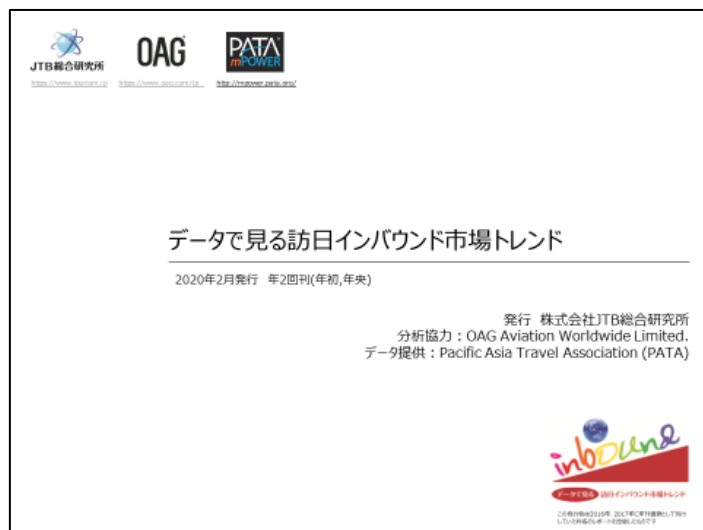 JTB総合研究所
OAG
PATA
mPOWER
https://www.tourism.jp
https://www.oag.com/jp
http://mpower.pata.org/
データで見る訪日インバウンド市場トレンド
2020年2月発行 年2回刊(年初,年央)
発行 株式会社JTB総合研究所
分析協力：OAG Aviation Worldwide Limited.
データ提供：Pacific Asia Travel Association (PATA)
inbound
データで見る 訪日インバウンド市場トレンド